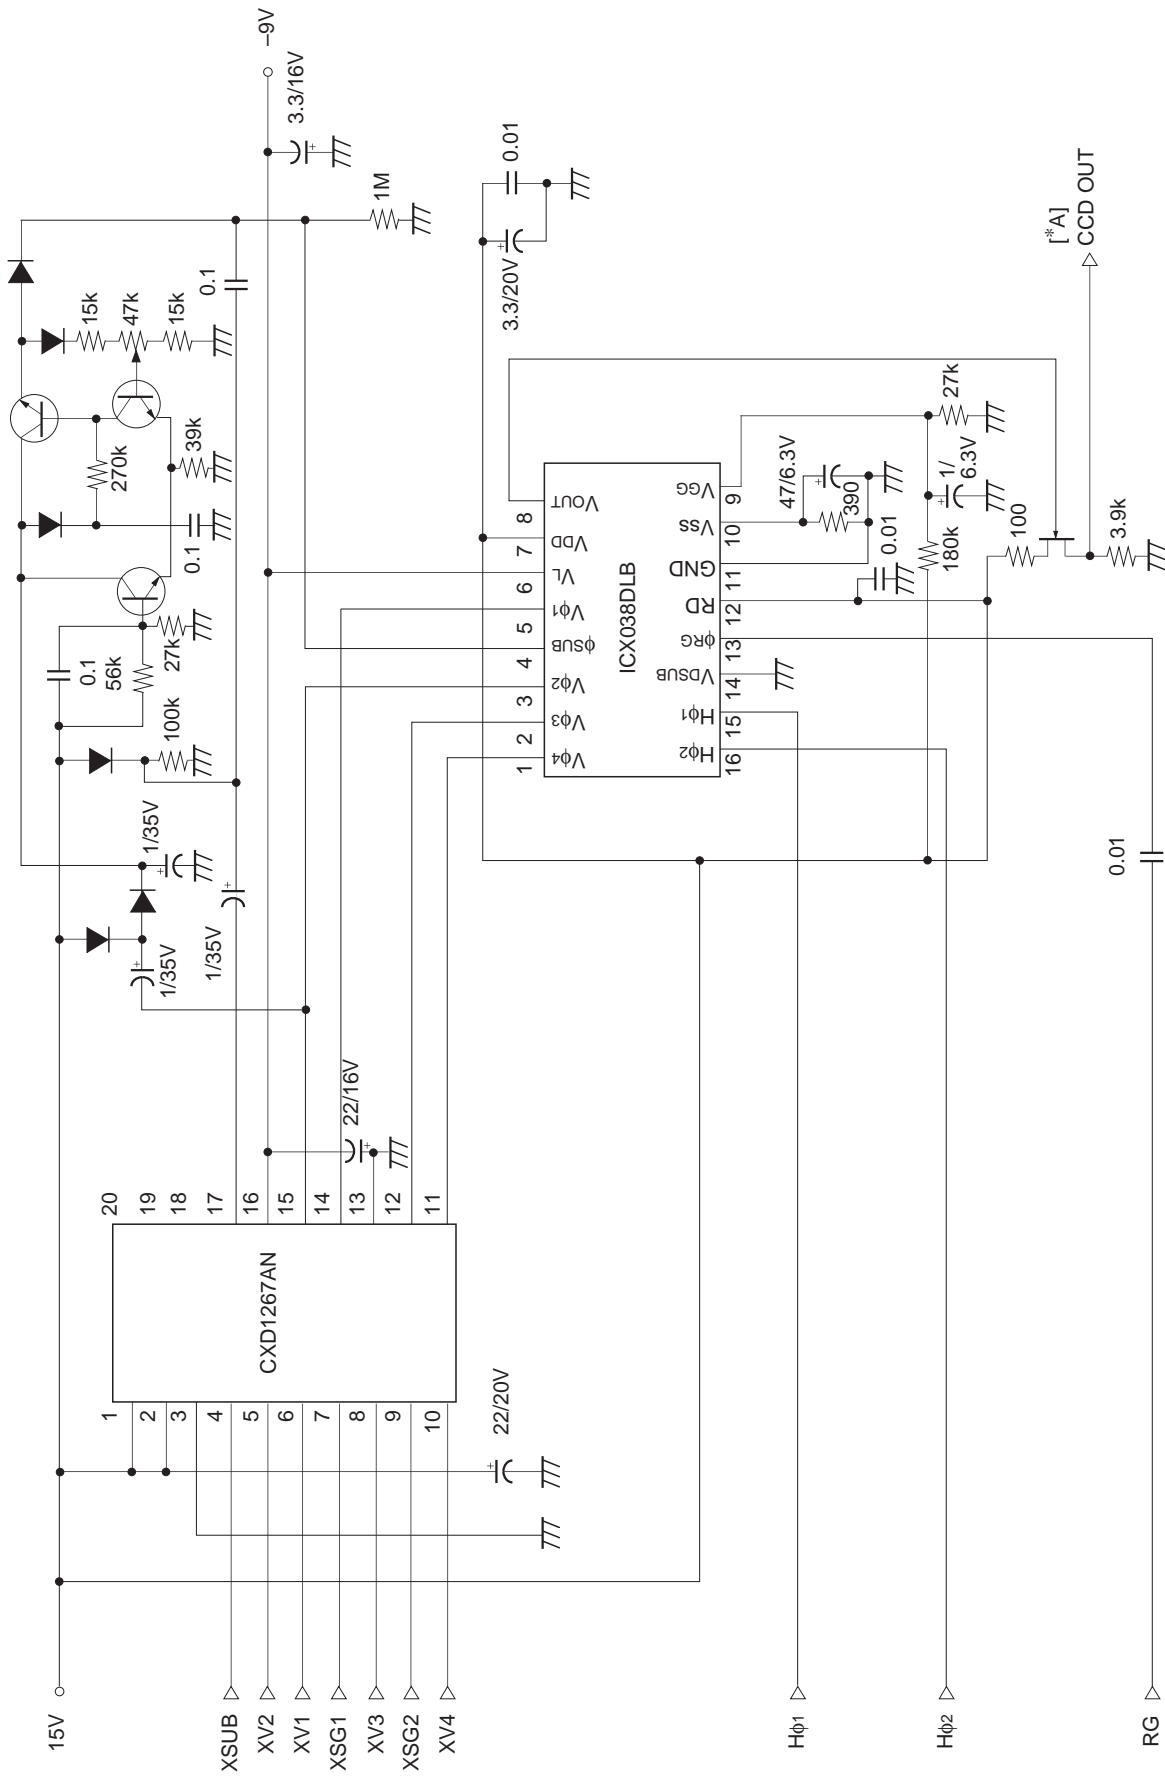 15V
XSUB
XV2
XV1
XSG1
XV3
XSG2
XV4
Hϕ1
Hϕ2
RG
22/20V
1
2
3
4
5
6
7
8
9
10
CXD1267AN
20
19
18
17
16
15
14
13
12
11
22/16V
1/35V
1/35V
1/35V
100k
56k
0.1
27k
0.1
270k
39k
15k
47k
15k
0.1
1M
–9V
3.3/16V
0.01
3.3/20V
ICX038DLB
1
2
3
4
5
6
7
8
Vϕ4
Vϕ3
Vϕ2
ϕSUB
Vϕ1
VL
VDD
VOUT
Hϕ2
Hϕ1
VDSUB
ϕRG
RD
GND
VSS
VGG
16
15
14
13
12
11
10
9
47/6.3V
390
0.01
180k
1/
6.3V
27k
100
3.9k
0.01
[*A]
CCD OUT
+
+
+
+
+
+
+
+
+